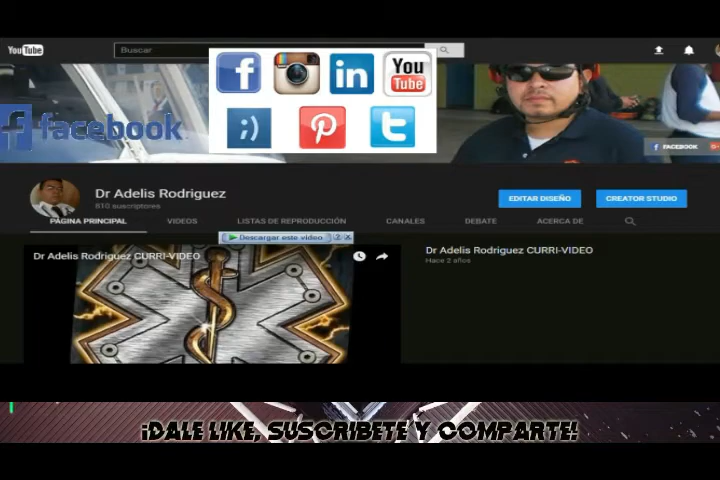 YouTube
Buscar
f
in
You
Tube
;)
facebook
FACEBOOK
G+
Dr Adelis Rodriguez
810 suscriptores
EDITAR DISEÑO
CREATOR STUDIO
PÁGINA PRINCIPAL
VIDEOS
LISTAS DE REPRODUCCIÓN
CANALES
DEBATE
ACERCA DE
Descargar este video
? X
Dr Adelis Rodriguez CURRI-VIDEO
Dr Adelis Rodriguez CURRI-VIDEO
Hace 2 años
¡DALE LIKE, SUSCRIBETE Y COMPARTE!